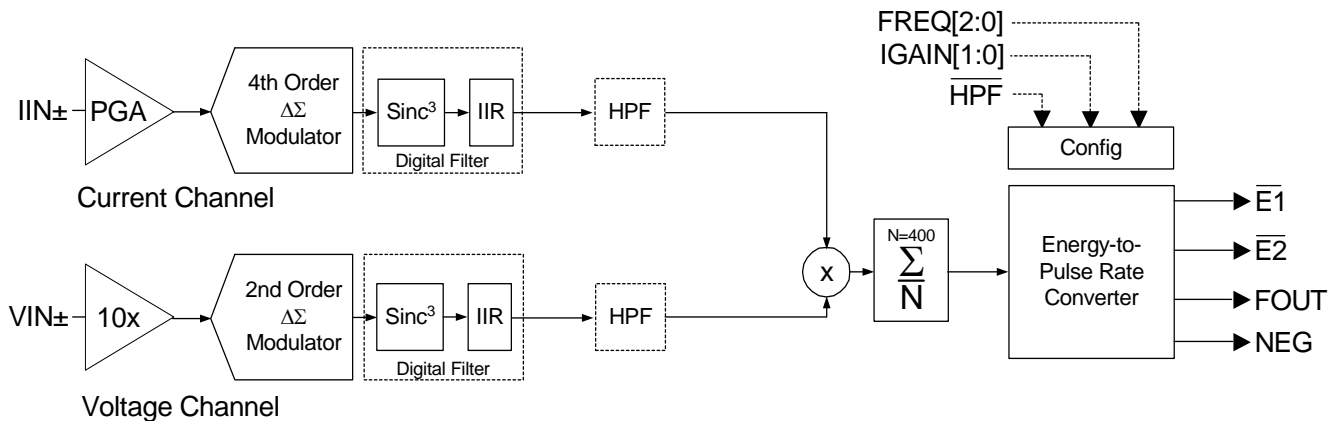 FREQ[2:0]
IGAIN[1:0]
HPF
IIN±
PGA
4th Order
ΔΣ
Modulator
Sinc³
IIR
Digital Filter
HPF
Config
Current Channel
VIN±
10x
2nd Order
ΔΣ
Modulator
Sinc³
IIR
Digital Filter
HPF
Voltage Channel
x
N=400
Σ
N
Energy-to-
Pulse Rate
Converter
E1
E2
FOUT
NEG